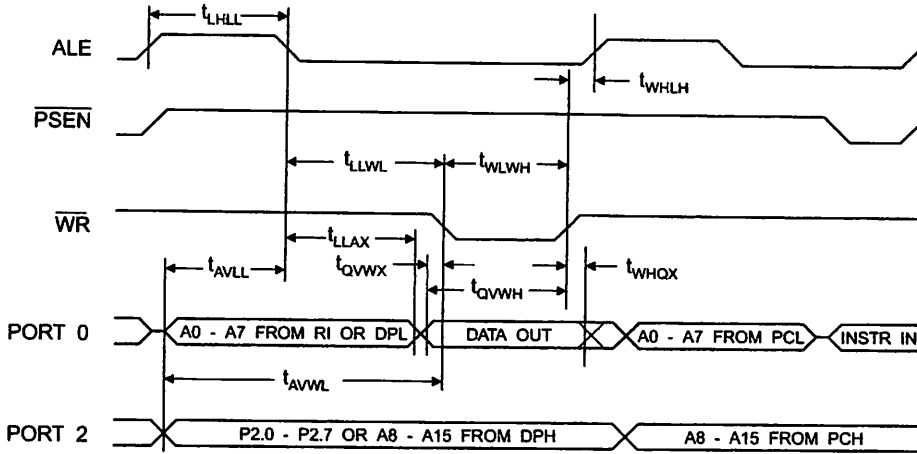 tLHLL
ALE
tWHLH
PSEN
tLLWL
tWLWH
WR
tLLAX
tAVLL
tQVWX
tWHQX
tQVWH
PORT 0
A0 - A7 FROM RI OR DPL
DATA OUT
A0 - A7 FROM PCL
INSTR IN
tAVWL
PORT 2
P2.0 - P2.7 OR A8 - A15 FROM DPH
A8 - A15 FROM PCH